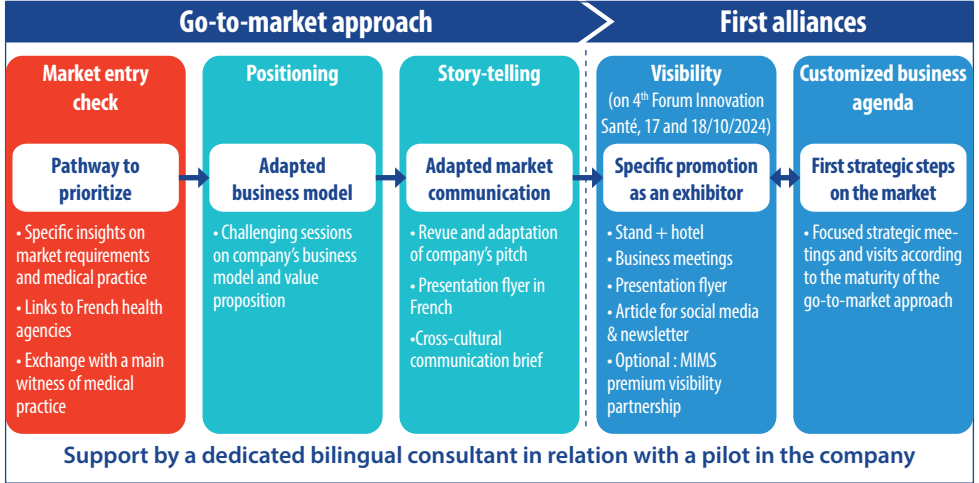 Go-to-market approach
First alliances
Market entry
check
Pathway to
prioritize
• Specific insights on
market requirements
and medical practice
• Links to French health
agencies
• Exchange with a main
witness of medical
practice
Positioning
Adapted
business model
• Challenging sessions
on company's business
model and value
proposition
Story-telling
Adapted market
communication
• Revue and adaptation
of company's pitch
• Presentation flyer in
French
•Cross-cultural
communication brief
Visibility
(on 4th Forum Innovation
Santé, 17 and 18/10/2024)
Specific promotion
as an exhibitor
• Stand + hotel
• Business meetings
• Presentation flyer
• Article for social media
& newsletter
• Optional : MIMS
premium visibility
partnership
Customized business
agenda
First strategic steps
on the market
• Focused strategic mee-
tings and visits according
to the maturity of the
go-to-market approach
Support by a dedicated bilingual consultant in relation with a pilot in the company